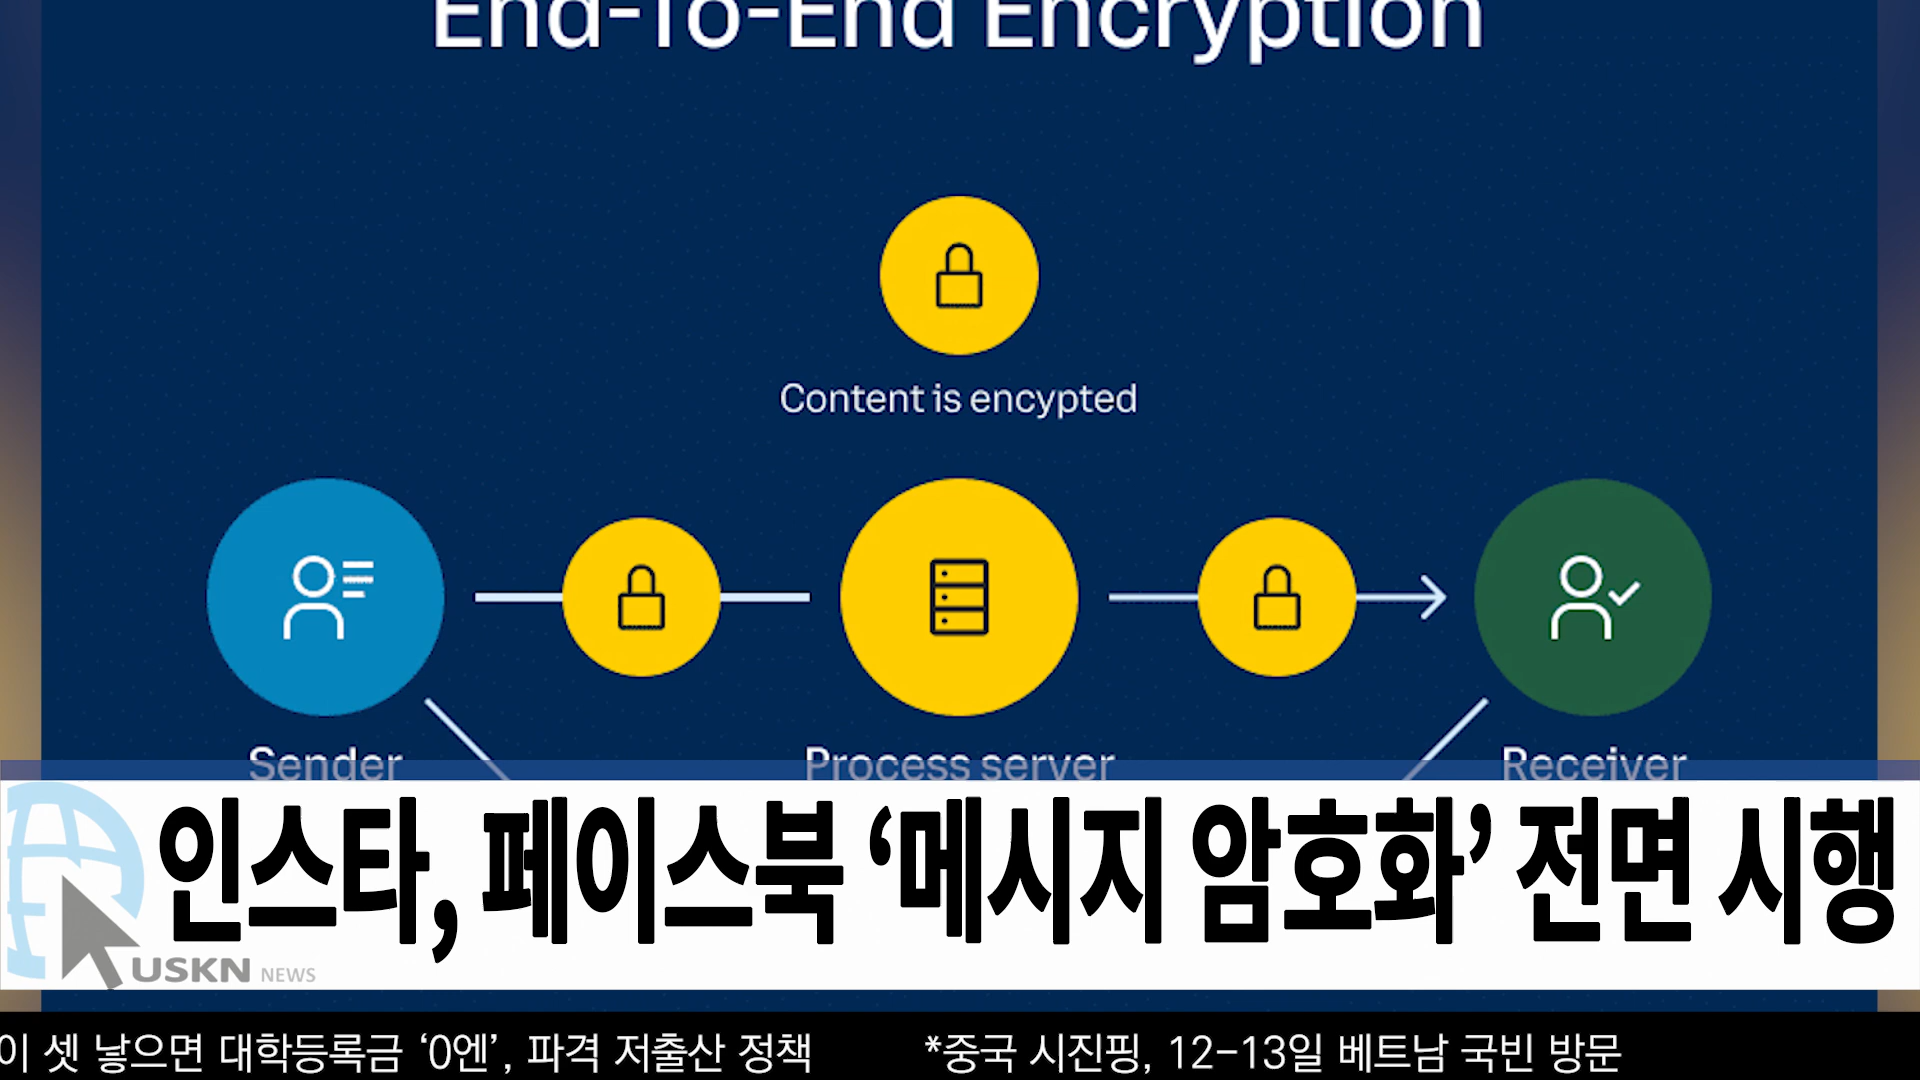 End-To-End Encryption
Content is encypted
Sender
Process server
Receiver
인스타, 페이스북 ‘메시지 암호화’ 전면 시행
USKN NEWS
이 셋 낳으면 대학등록금 ‘0엔’, 파격 저출산 정책
*중국 시진핑, 12-13일 베트남 국빈 방문